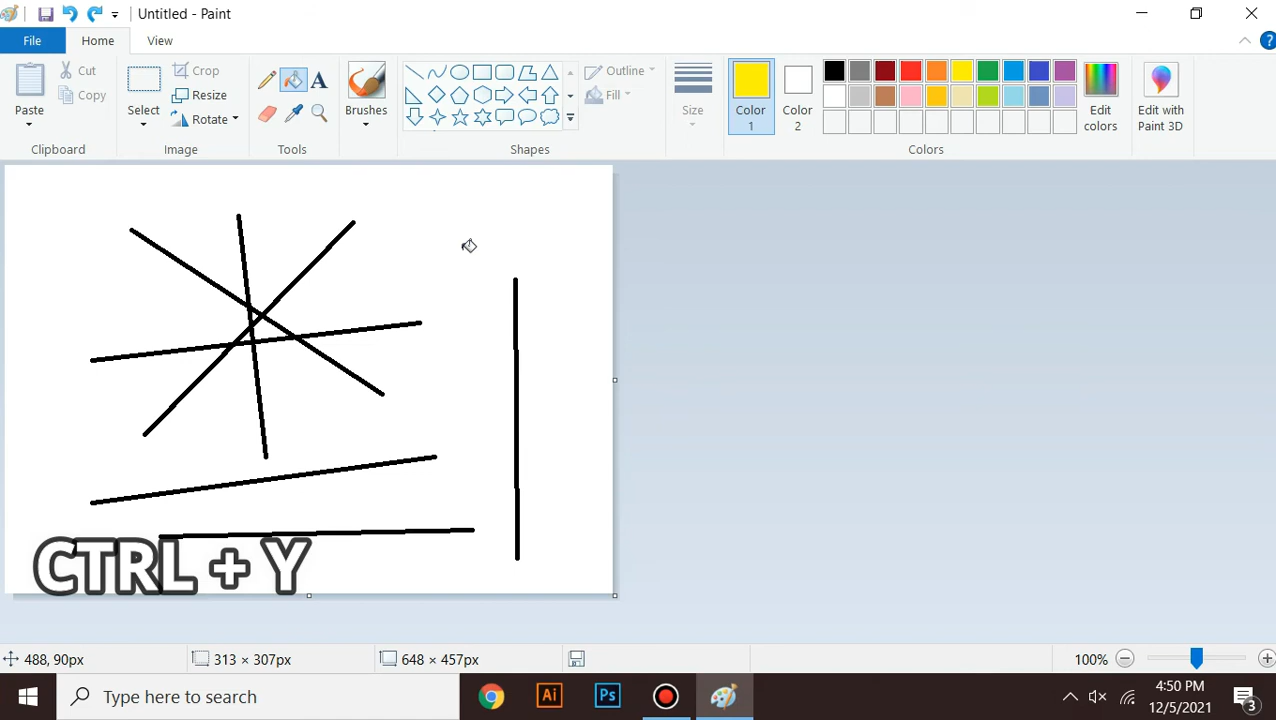 Untitled - Paint
File Home View
Paste
Cut
Copy
Clipboard
Select
Crop
Resize
Rotate
Image
A
Tools
Brushes
Outline
Fill
Shapes
Size
Color 1
Color 2
Edit colors
Colors
Edit with Paint 3D
CTRL + Y
488, 90px
313 × 307px
648 × 457px
100%
Type here to search
Ai
Ps
4:50 PM
12/5/2021
3